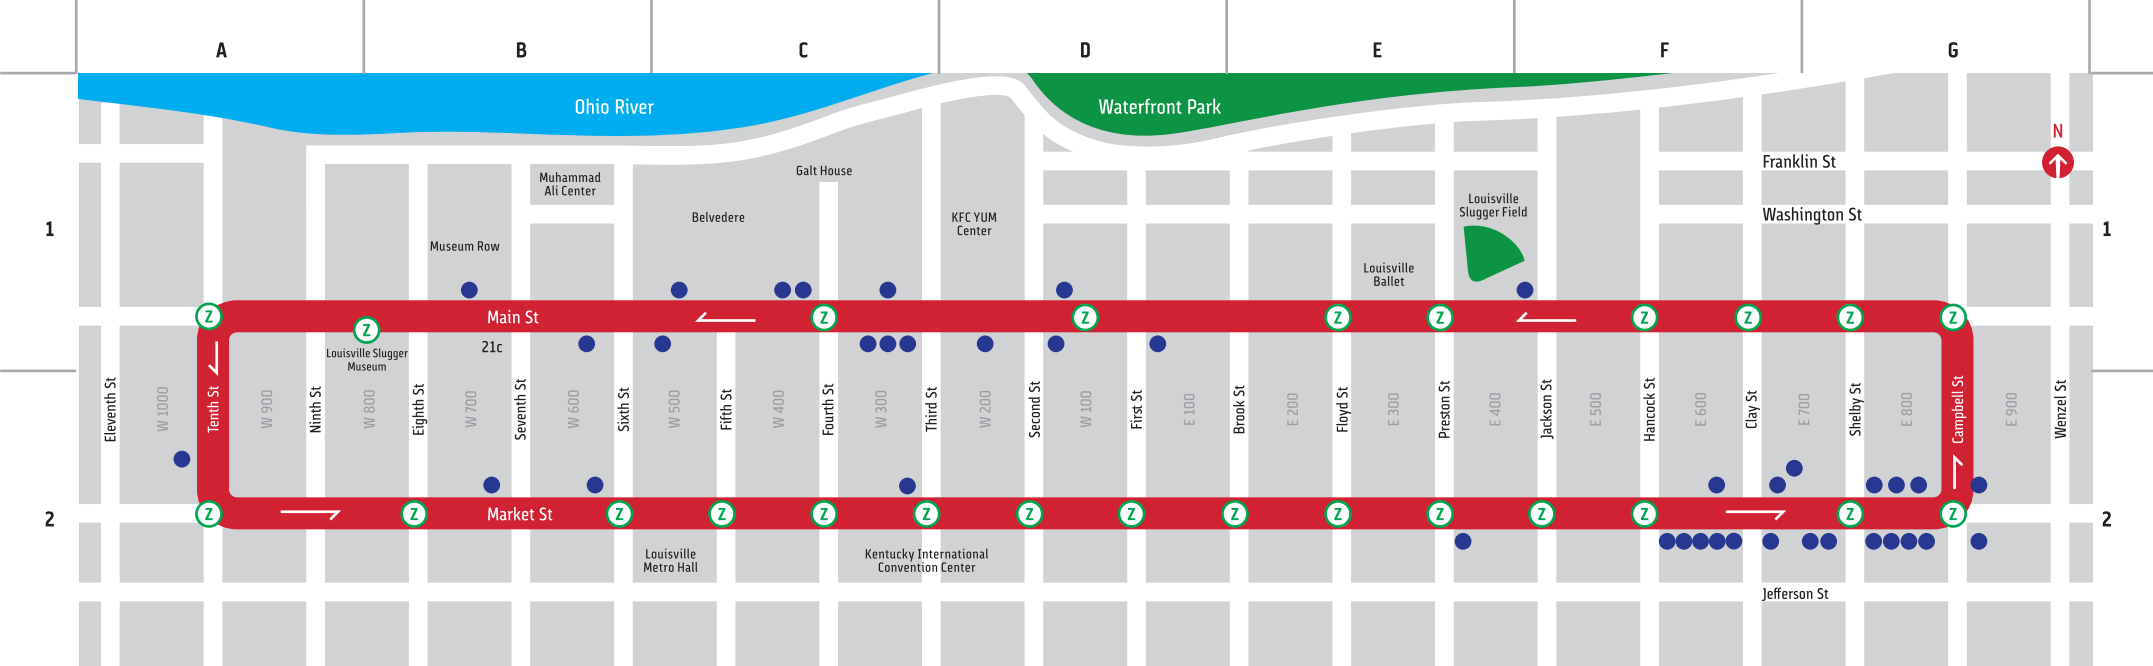 A B C D E F G
Ohio River
Waterfront Park
N
Franklin St
Muhammad
Ali Center
Galt House
Belvedere
KFC YUM
Center
Louisville
Slugger Field
Washington St
1
1
Museum Row
Louisville
Ballet
Z
Main St
Z Z Z Z Z Z Z Z
Z
Louisville Slugger
Museum
21c
Eleventh St
W 1000
Tenth St
W 900
Ninth St
W 800
Eighth St
W 700
Seventh St
W 600
Sixth St
W 500
Fifth St
W 400
Fourth St
W 300
Third St
W 200
Second St
W 100
First St
E 100
Brook St
E 200
Floyd St
E 300
Preston St
E 400
Jackson St
E 500
Hancock St
E 600
Clay St
E 700
Shelby St
E 800
Campbell St
E 900
Wenzel St
2
2
Z Z
Market St
Z Z Z Z Z Z Z Z Z Z Z Z Z
Louisville
Metro Hall
Kentucky International
Convention Center
Jefferson St